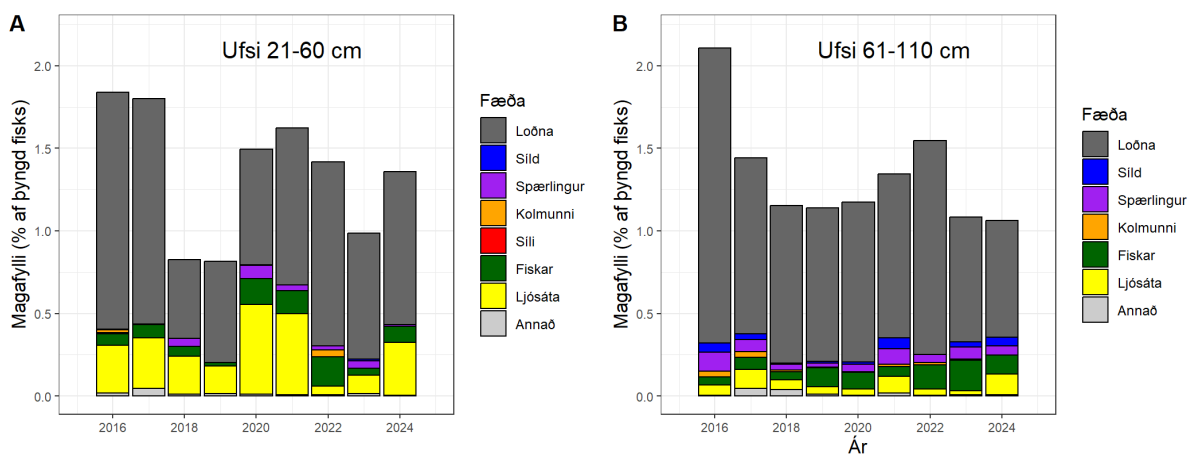 A
Ufsi 21-60 cm
Magafylli (% af þyngd fisks)
2.0
1.5
1.0
0.5
0.0
2016
2018
2020
2022
2024
Fæða
Loðna
Síld
Spærlingur
Kolmunni
Síli
Fiskar
Ljósáta
Annað
B
Ufsi 61-110 cm
Magafylli (% af þyngd fisks)
2.0
1.5
1.0
0.5
0.0
2016
2018
2020
2022
2024
Ár
Fæða
Loðna
Síld
Spærlingur
Kolmunni
Fiskar
Ljósáta
Annað